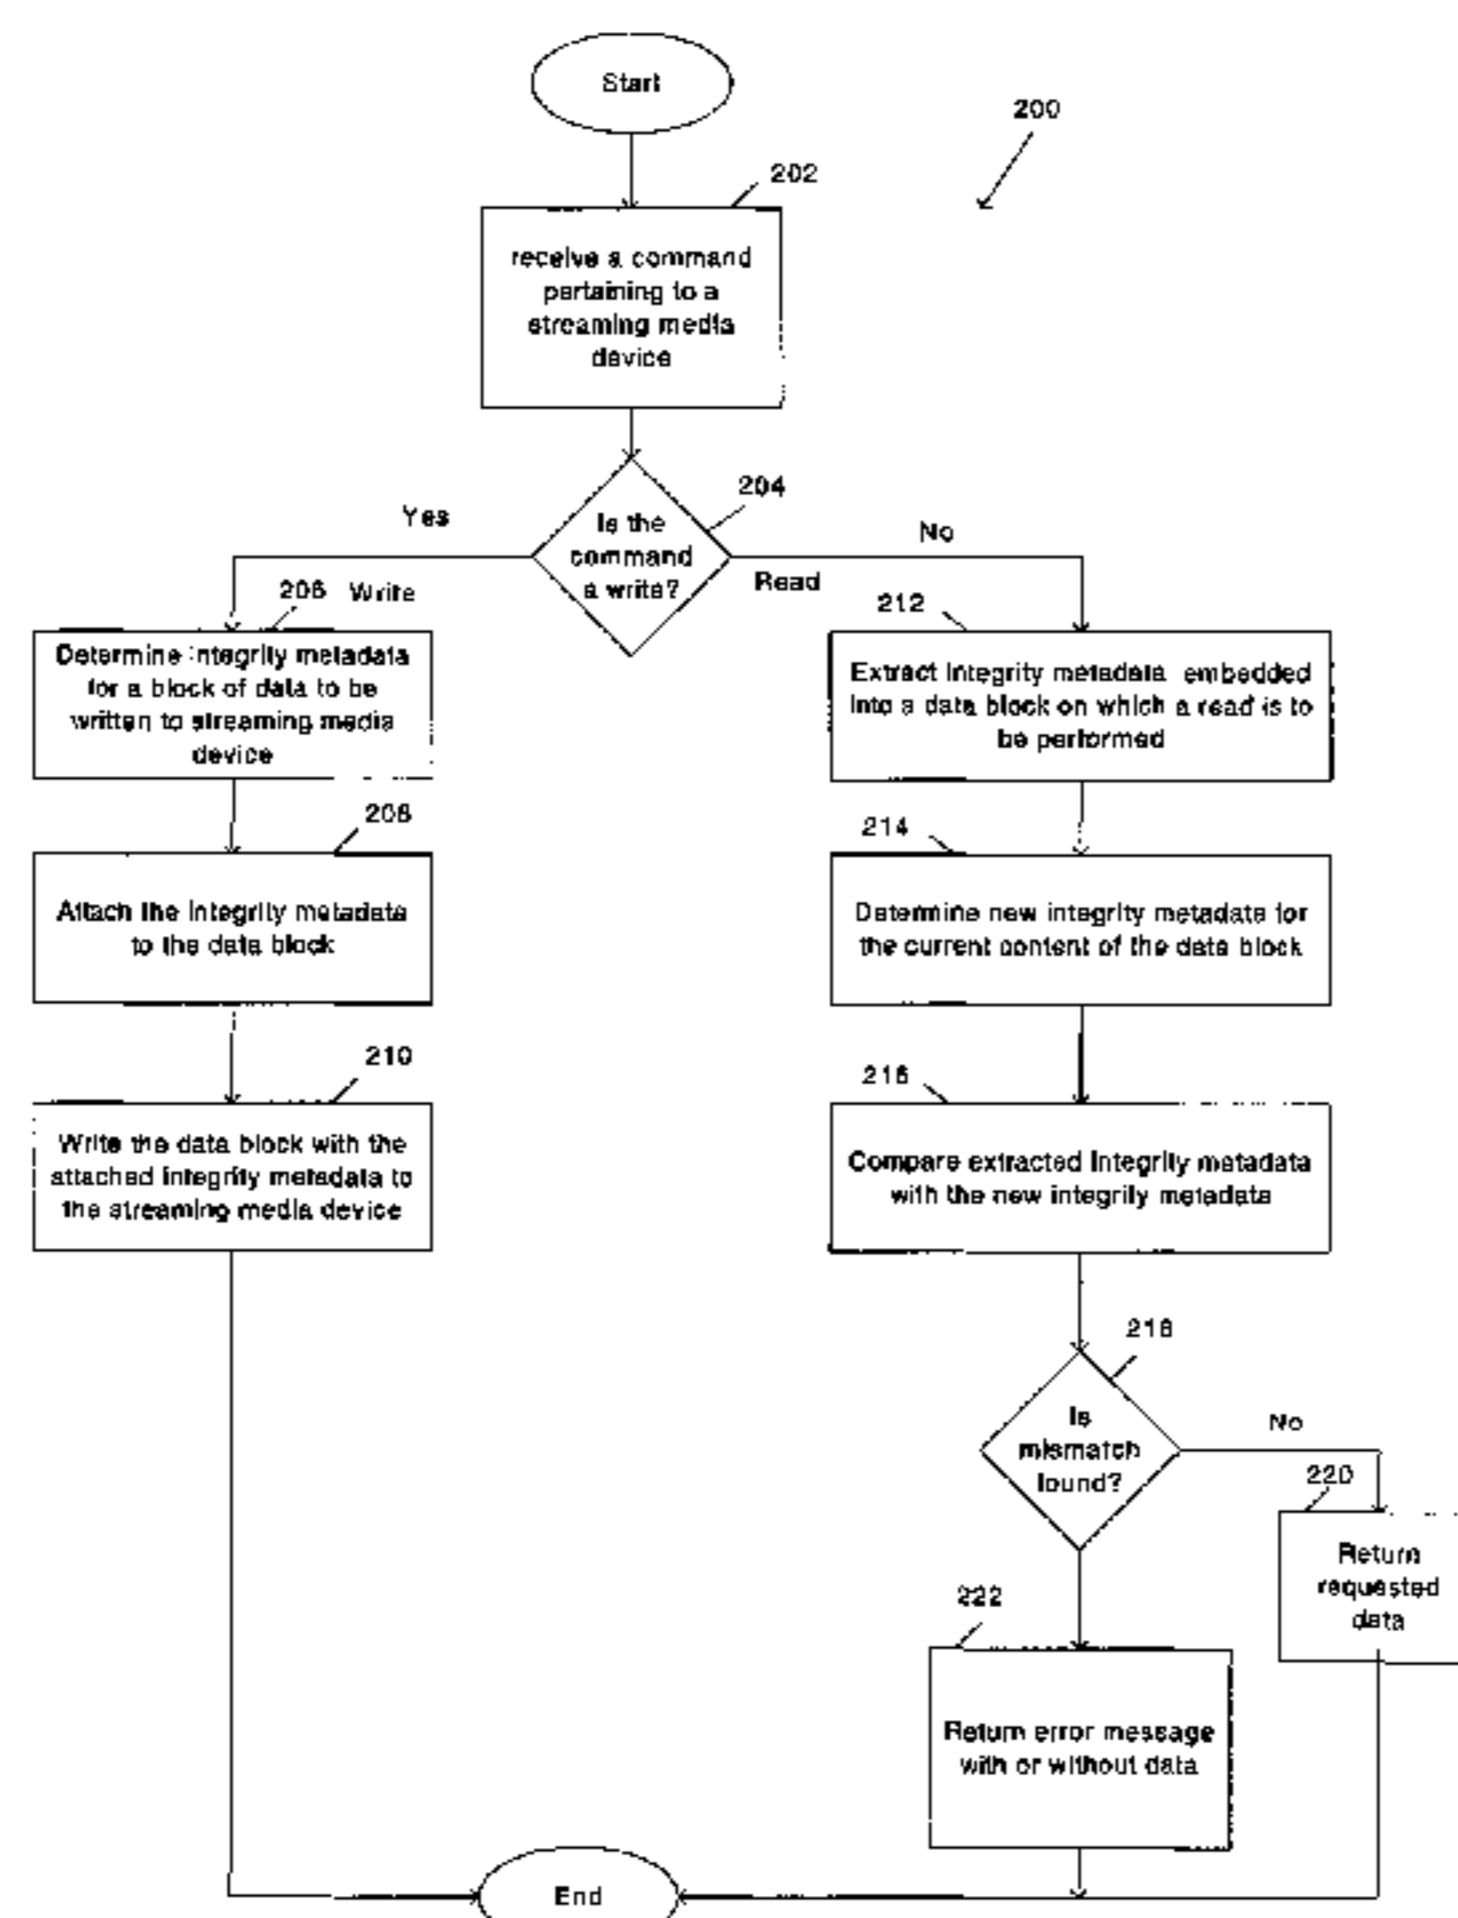 Start
200
202
receive a command
pertaining to a
streaming media
device
204
Yes
Is the
command
a write?
No
Read
206 Write
Determine integrity metadata
for a block of data to be
written to streaming media
device
212
Extract integrity metadata embedded
into a data block on which a read is to
be performed
208
Attach the integrity metadata
to the data block
214
Determine new integrity metadata for
the current content of the data block
210
Write the data block with the
attached integrity metadata to
the streaming media device
216
Compare extracted integrity metadata
with the new integrity metadata
218
Is
mismatch
found?
No
220
Return
requested
data
222
Return error message
with or without data
End